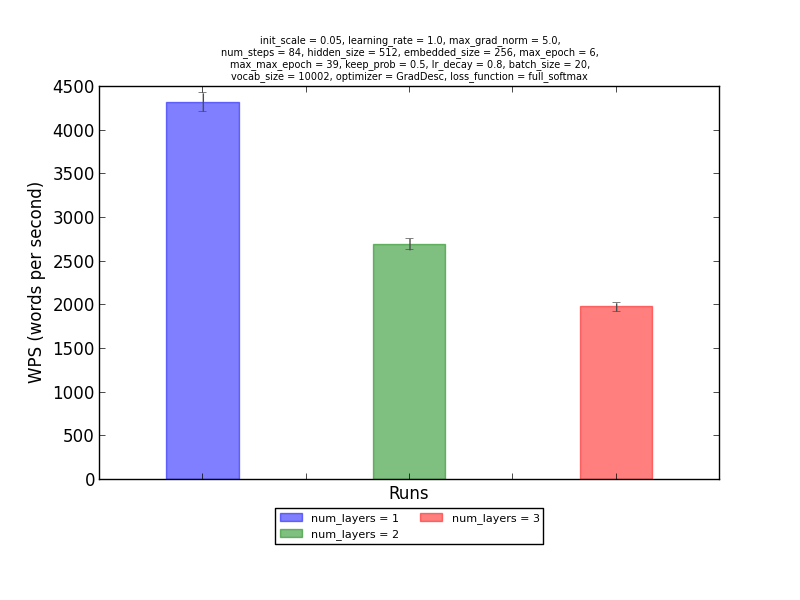 init_scale = 0.05, learning_rate = 1.0, max_grad_norm = 5.0,
num_steps = 84, hidden_size = 512, embedded_size = 256, max_epoch = 6,
max_max_epoch = 39, keep_prob = 0.5, lr_decay = 0.8, batch_size = 20,
vocab_size = 10002, optimizer = GradDesc, loss_function = full_softmax
4500
4000
3500
3000
2500
2000
1500
1000
500
0
WPS (words per second)
Runs
num_layers = 1
num_layers = 2
num_layers = 3